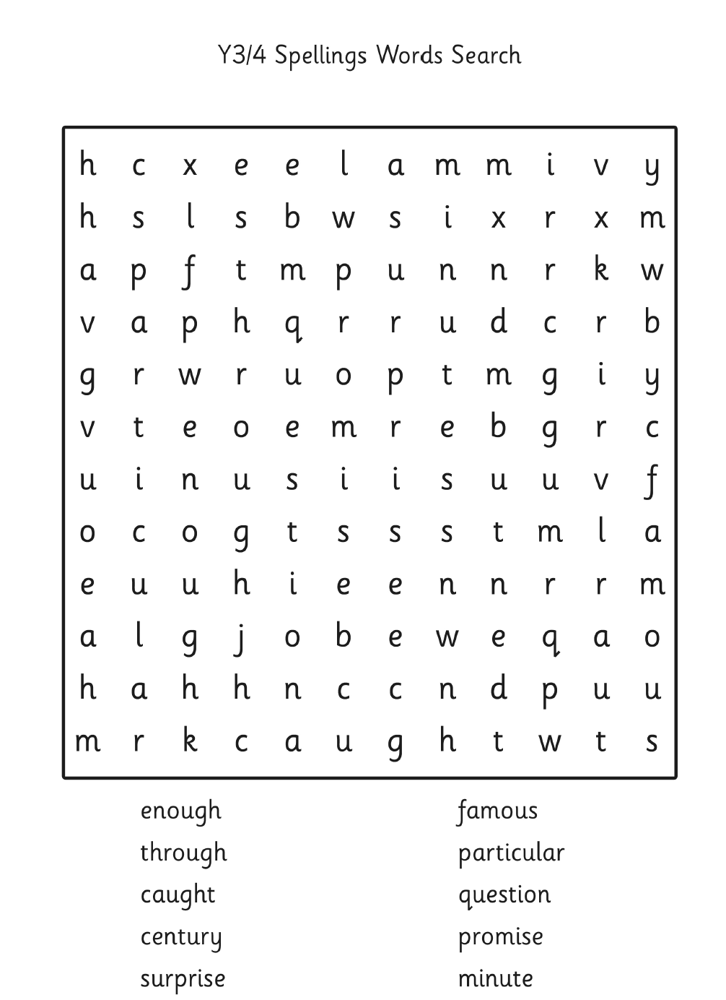 Y3/4 Spellings Words Search
h c x e e l a m m i v y
h s l s b w s i x r x m
a p f t m p u n n r k w
v a p h q r r u d c r b
g r w r u o p t m g i y
v t e o e m r e b g r c
u i n u s i i s u u v f
o c o g t s s s t m l a
e u u h i e e n n r r m
a l g j o b e w e q a o
h a h h n c c n d p u u
m r k c a u g h t w t s
enough famous
through particular
caught question
century promise
surprise minute